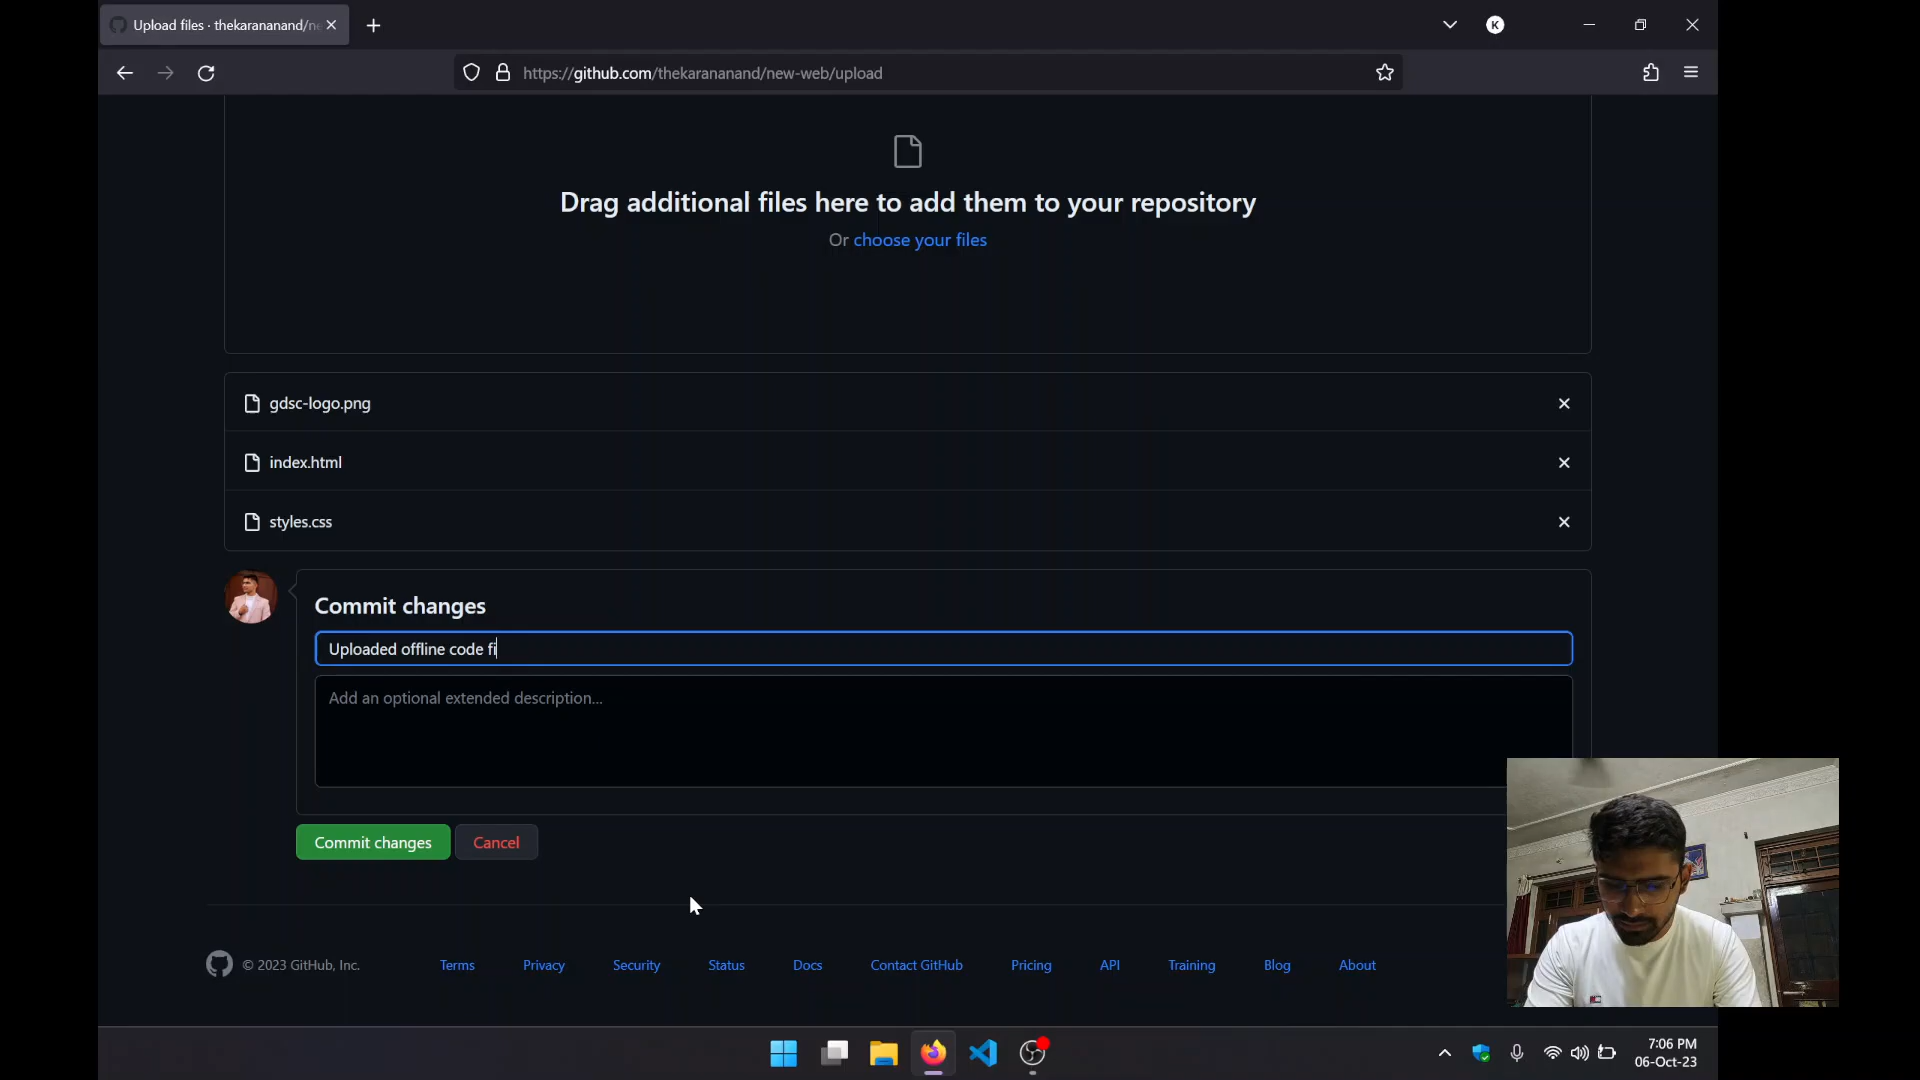 Upload files · thekarananand/ne
K
https://github.com/thekarananand/new-web/upload
Drag additional files here to add them to your repository
Or choose your files
gdsc-logo.png
index.html
styles.css
Commit changes
Uploaded offline code fi
Add an optional extended description...
Commit changes
Cancel
© 2023 GitHub, Inc.
Terms
Privacy
Security
Status
Docs
Contact GitHub
Pricing
API
Training
Blog
About
7:06 PM
06-Oct-23